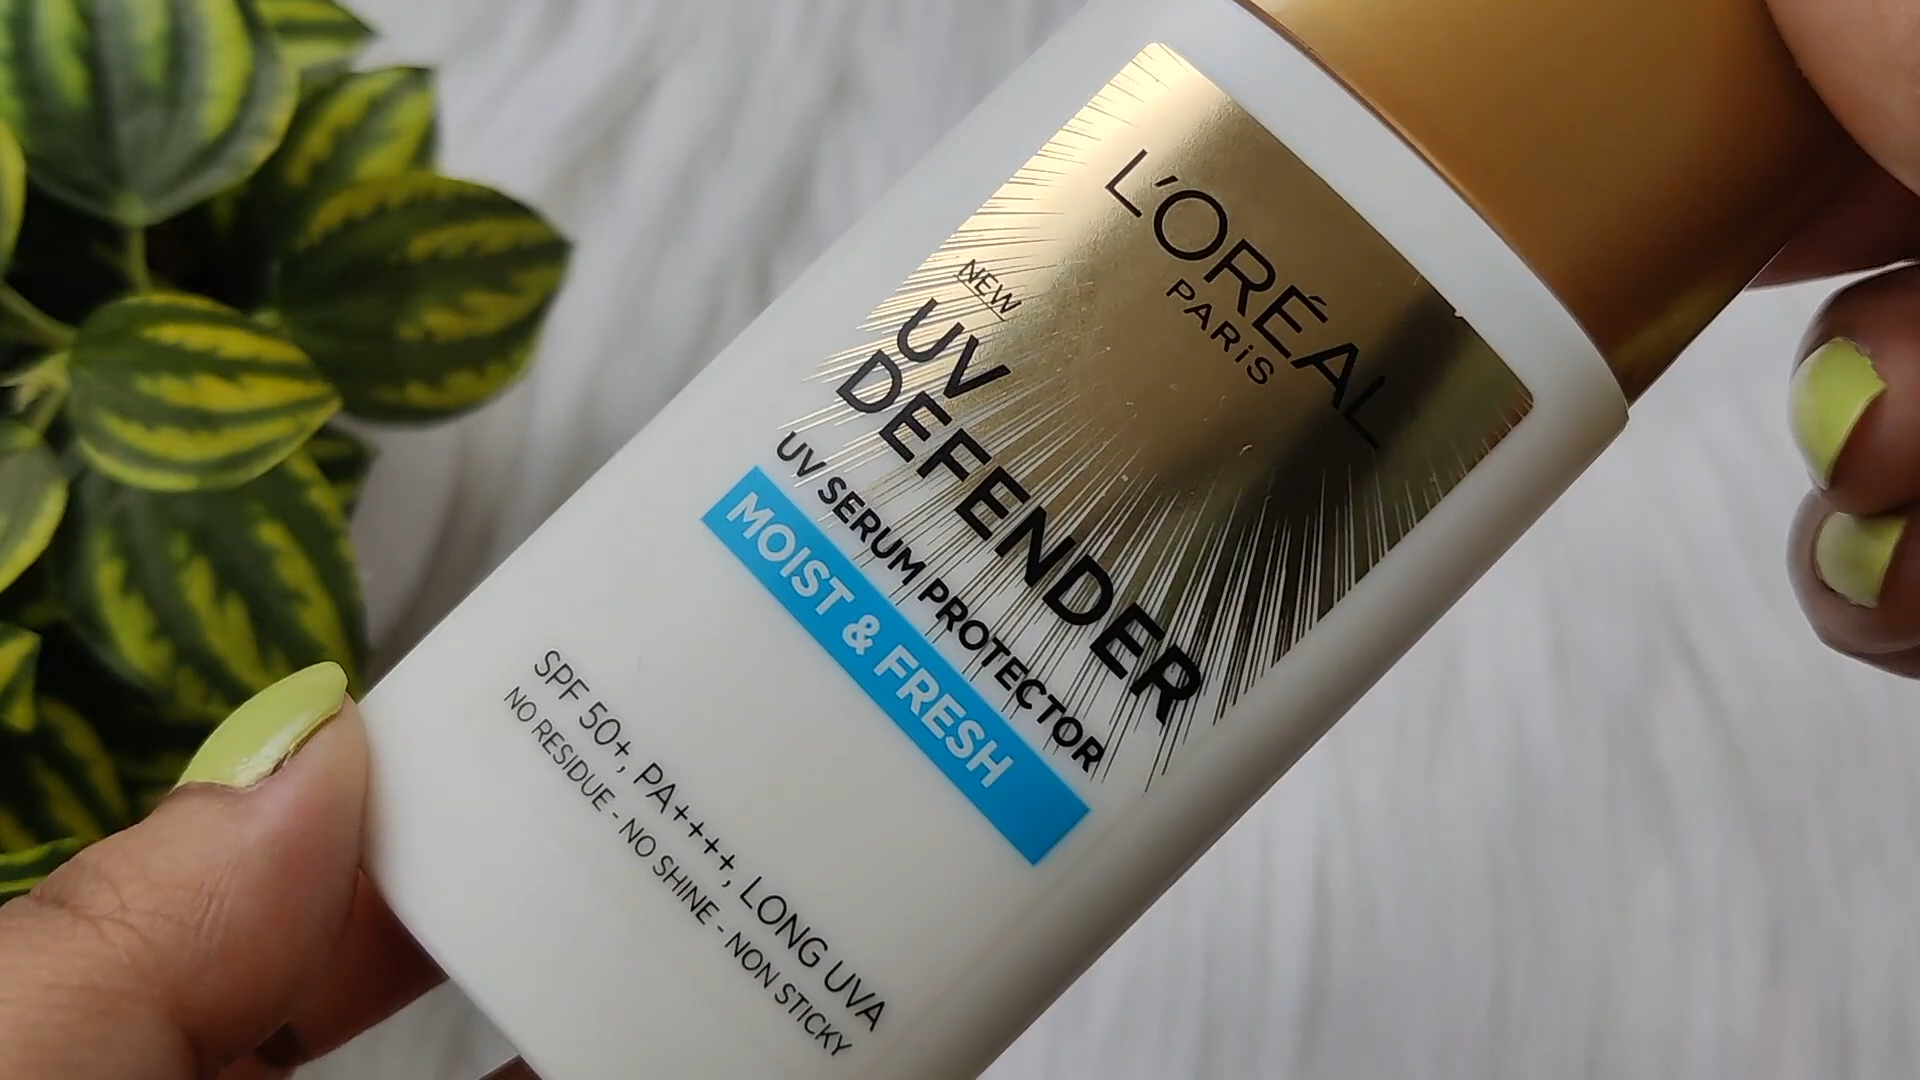 L'ORÉAL
PARiS
NEW
UV
DEFENDER
UV SERUM PROTECTOR
MOIST & FRESH
SPF 50+, PA++++, LONG UVA
NO RESIDUE - NO SHINE - NON STICKY